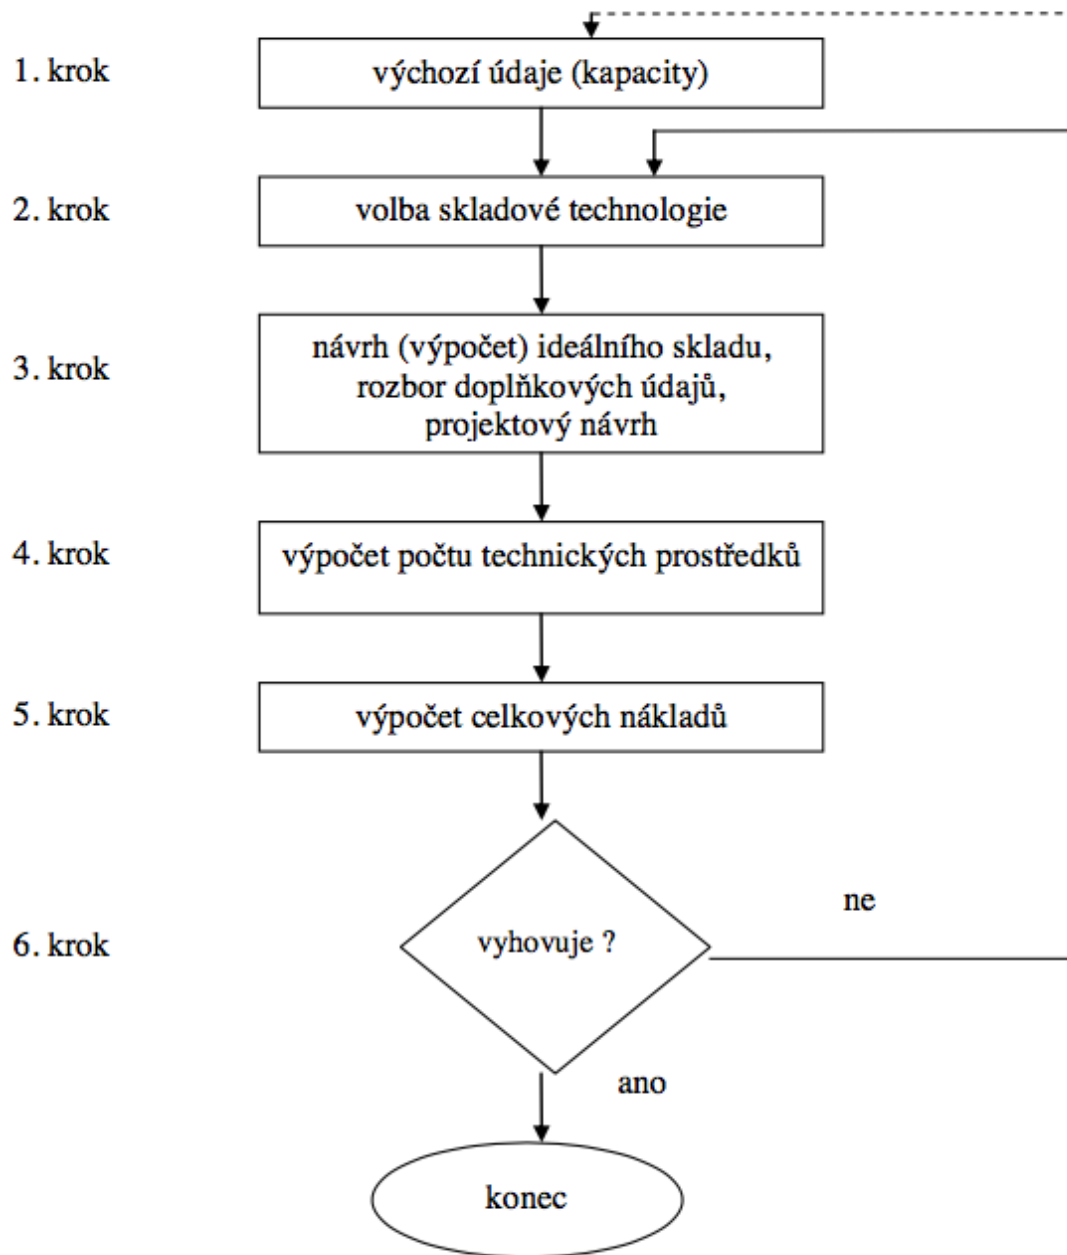 1. krok
výchozí údaje (kapacity)
2. krok
volba skladové technologie
3. krok
návrh (výpočet) ideálního skladu,
rozbor doplňkových údajů,
projektový návrh
4. krok
výpočet počtu technických prostředků
5. krok
výpočet celkových nákladů
6. krok
vyhovuje ?
ne
ano
konec